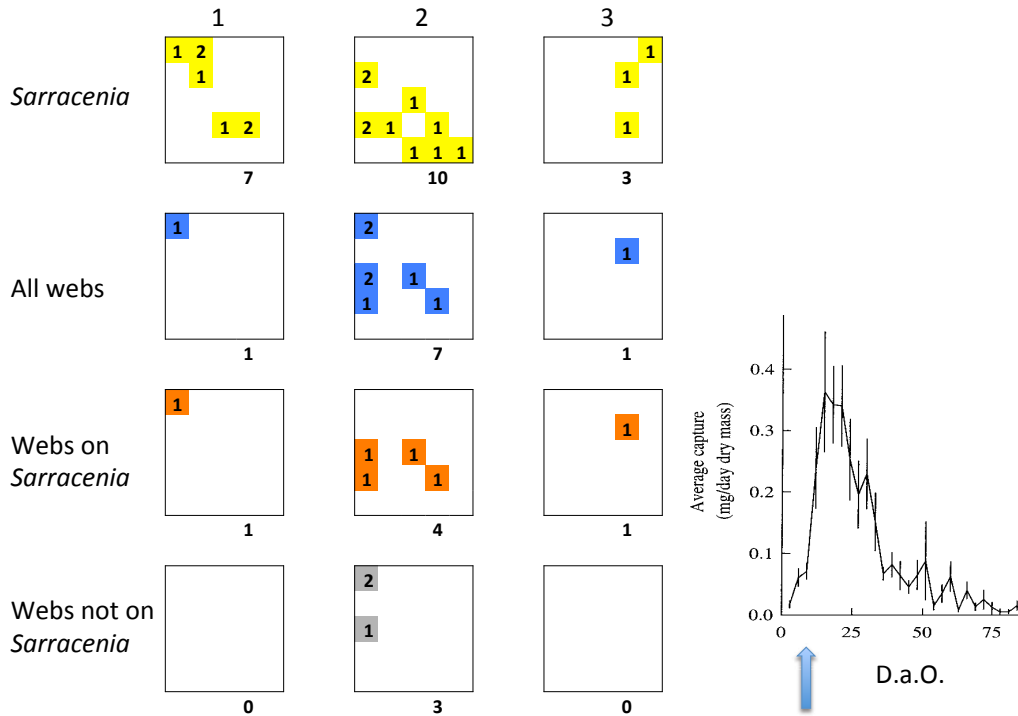 1 2 3
Sarracenia
1 2
1
1 2
7
2
1
2 1 1
1 1 1
10
1
1
1
3
All webs
1
1
2
2 1
1 1
7
1
1
Webs on
Sarracenia
1
1
1 1
1 1
4
1
1
Webs not on
Sarracenia
0
2
1
3
0
Average capture
(mg/day dry mass)
0.4
0.3
0.2
0.1
0.0
0 25 50 75
D.a.O.